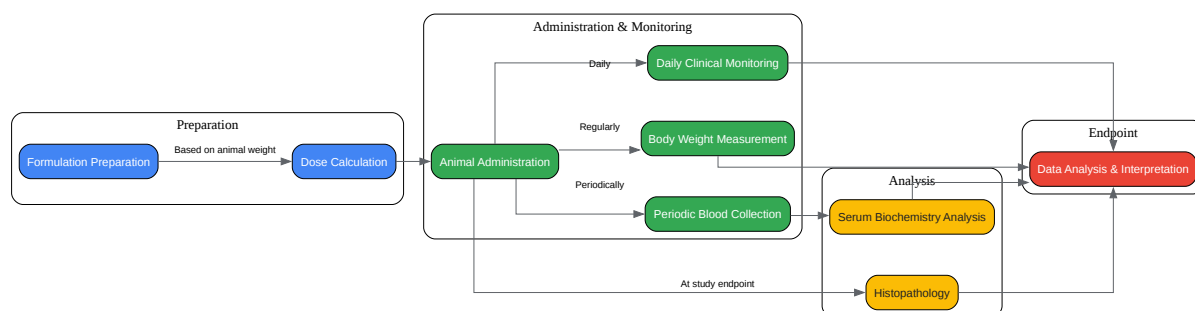 Preparation
Formulation Preparation
Based on animal weight
Dose Calculation
Administration & Monitoring
Animal Administration
Daily
Daily Clinical Monitoring
Regularly
Body Weight Measurement
Periodically
Periodic Blood Collection
At study endpoint
Analysis
Serum Biochemistry Analysis
Histopathology
Endpoint
Data Analysis & Interpretation